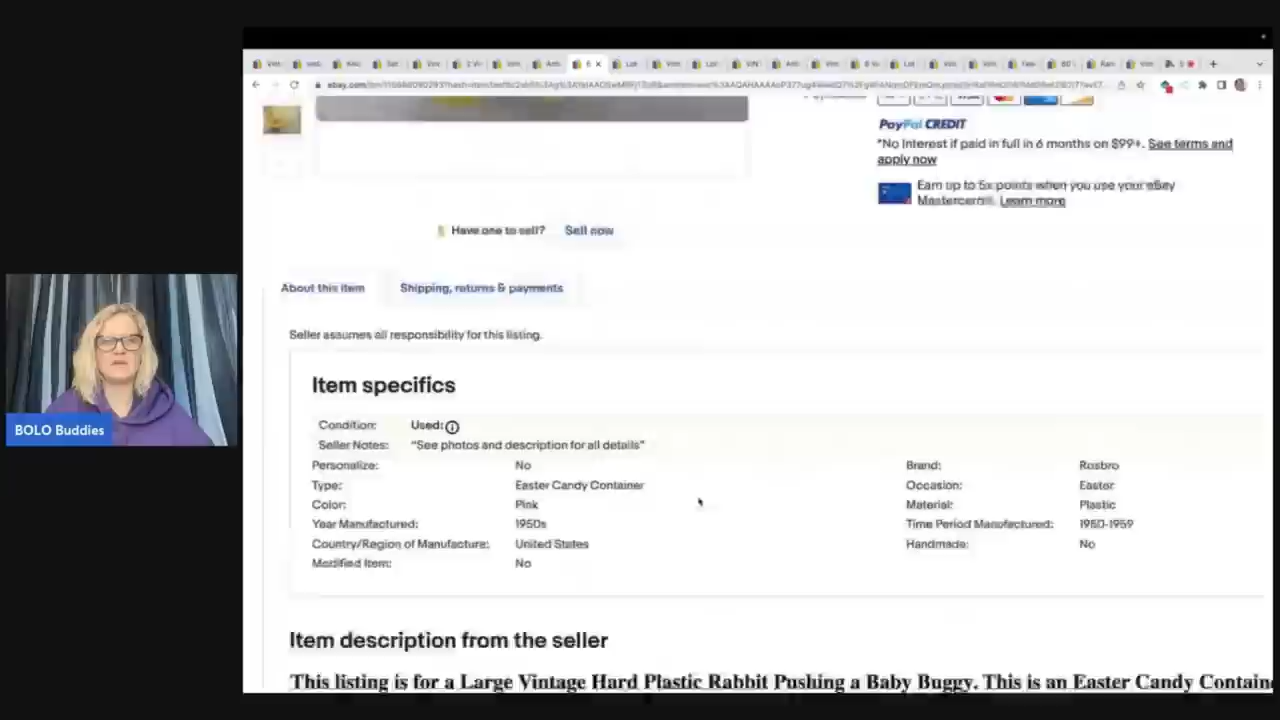 PayPal CREDIT
*No Interest if paid in full in 6 months on $99+. See terms and
apply now
Earn up to 5x points when you use your eBay
Mastercard®. Learn more
Have one to sell? Sell now
About this item Shipping, returns & payments
Seller assumes all responsibility for this listing.
Item specifics
Condition: Used:
Seller Notes: "See photos and description for all details"
Personalize: No Brand: Rosbro
Type: Easter Candy Container Occasion: Easter
Color: Pink Material: Plastic
Year Manufactured: 1950s Time Period Manufactured: 1950-1959
Country/Region of Manufacture: United States Handmade: No
Modified Item: No
BOLO Buddies
Item description from the seller
This listing is for a Large Vintage Hard Plastic Rabbit Pushing a Baby Buggy. This is an Easter Candy Contain